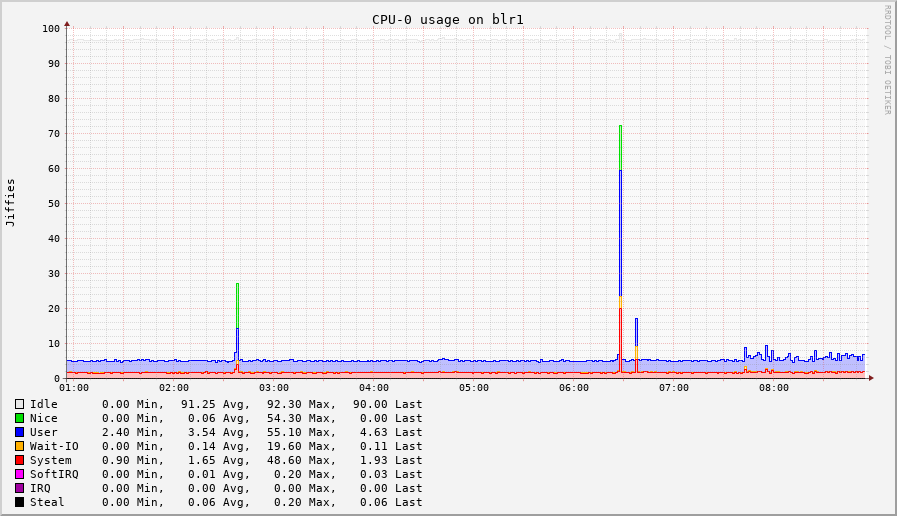 CPU-0 usage on blr1
RRDTOOL / TOBI OETIKER
Jiffies
100
90
80
70
60
50
40
30
20
10
0
01:00 02:00 03:00 04:00 05:00 06:00 07:00 08:00
Idle 0.00 Min, 91.25 Avg, 92.30 Max, 90.00 Last
Nice 0.00 Min, 0.06 Avg, 54.30 Max, 0.00 Last
User 2.40 Min, 3.54 Avg, 55.10 Max, 4.63 Last
Wait-IO 0.00 Min, 0.14 Avg, 19.60 Max, 0.11 Last
System 0.90 Min, 1.65 Avg, 48.60 Max, 1.93 Last
SoftIRQ 0.00 Min, 0.01 Avg, 0.20 Max, 0.03 Last
IRQ 0.00 Min, 0.00 Avg, 0.00 Max, 0.00 Last
Steal 0.00 Min, 0.06 Avg, 0.20 Max, 0.06 Last